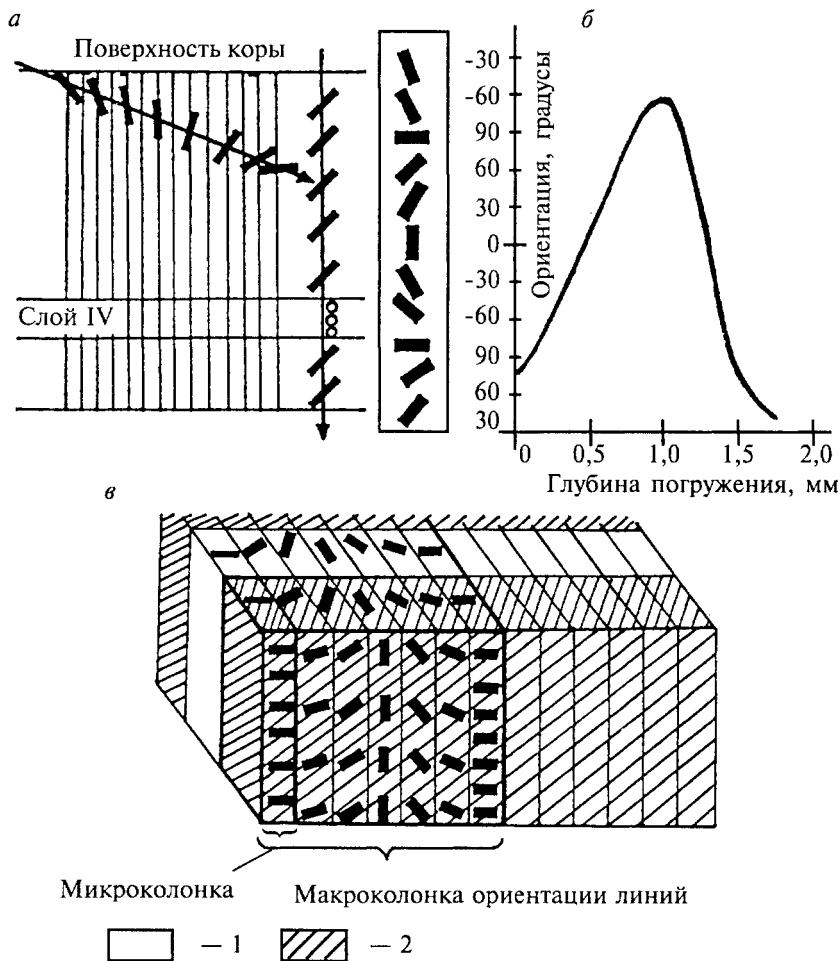 а
Поверхность коры
Слой IV
б
Ориентация, градусы
-30
-60
90
60
30
0
-30
-60
90
60
30
0 0,5 1,0 1,5 2,0
Глубина погружения, мм
в
Микроколонка Макроколонка ориентации линий
– 1 – 2